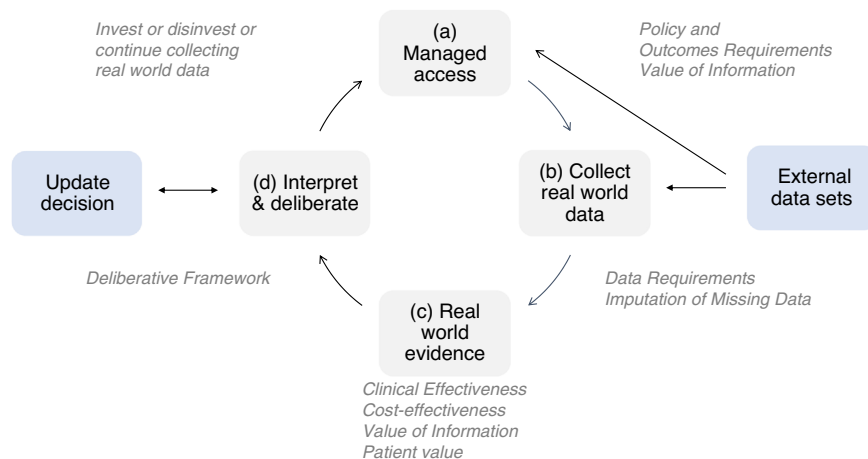 Invest or disinvest or
continue collecting
real world data
(a)
Managed
access
Policy and
Outcomes Requirements
Value of Information
Update
decision
(d) Interpret
& deliberate
(b) Collect
real world
data
External
data sets
Deliberative Framework
Data Requirements
Imputation of Missing Data
(c) Real
world
evidence
Clinical Effectiveness
Cost-effectiveness
Value of Information
Patient value